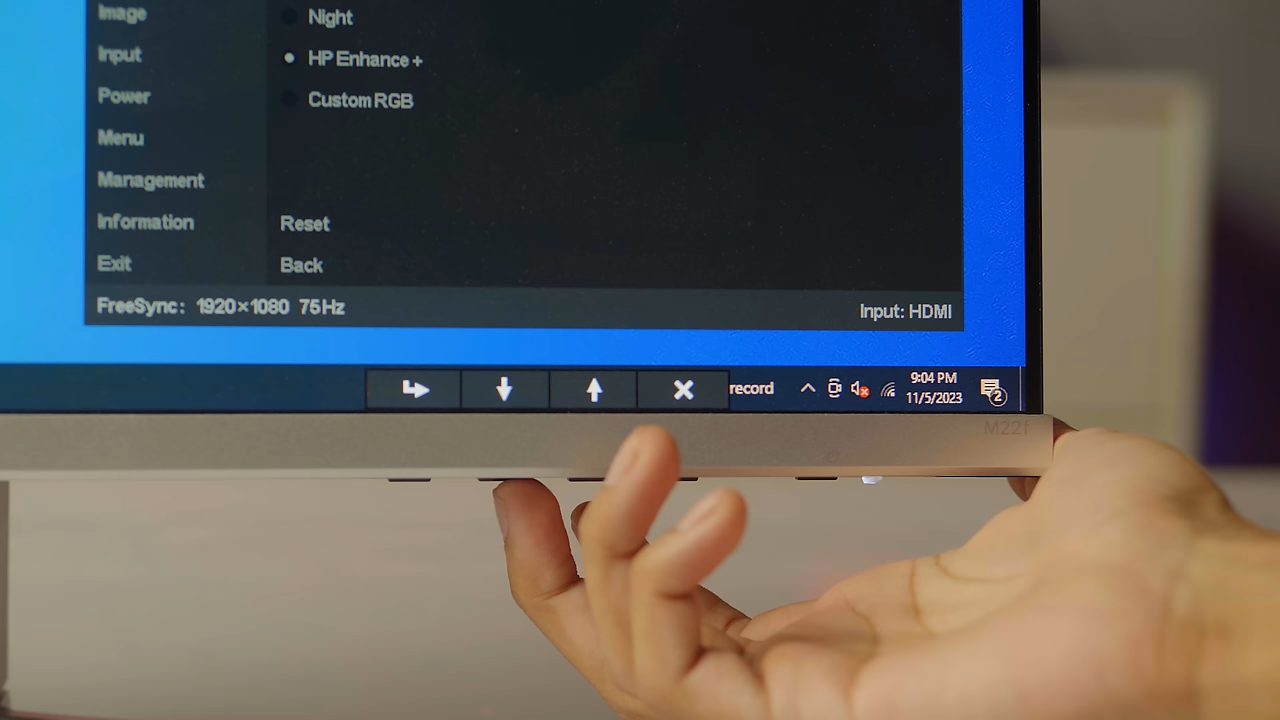 Image
Night
Input
HP Enhance +
Power
Custom RGB
Menu
Management
Information
Reset
Exit
Back
FreeSync: 1920×1080 75Hz
Input: HDMI
record
9:04 PM
11/5/2023
2
M22f